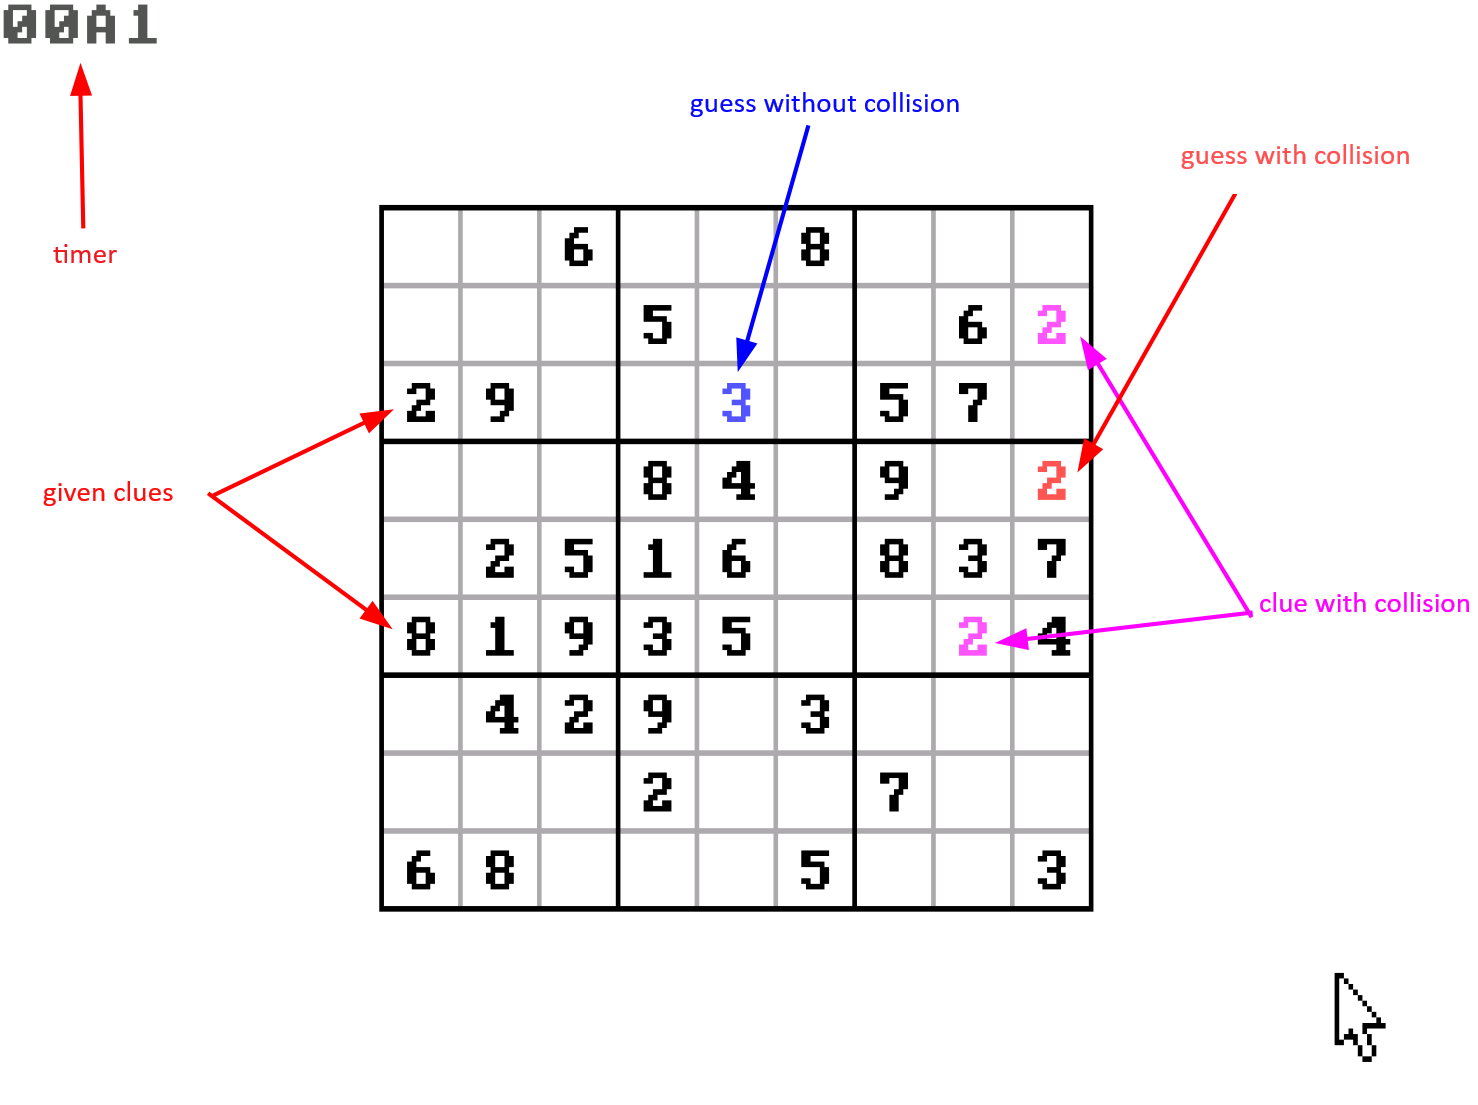 00A1
guess without collision
guess with collision
timer
6 8
5 6 2
2 9 3 5 7
8 4 9 2
given clues
2 5 1 6 8 3 7
clue with collision
8 1 9 3 5 2 4
4 2 9 3
2 7
6 8 5 3